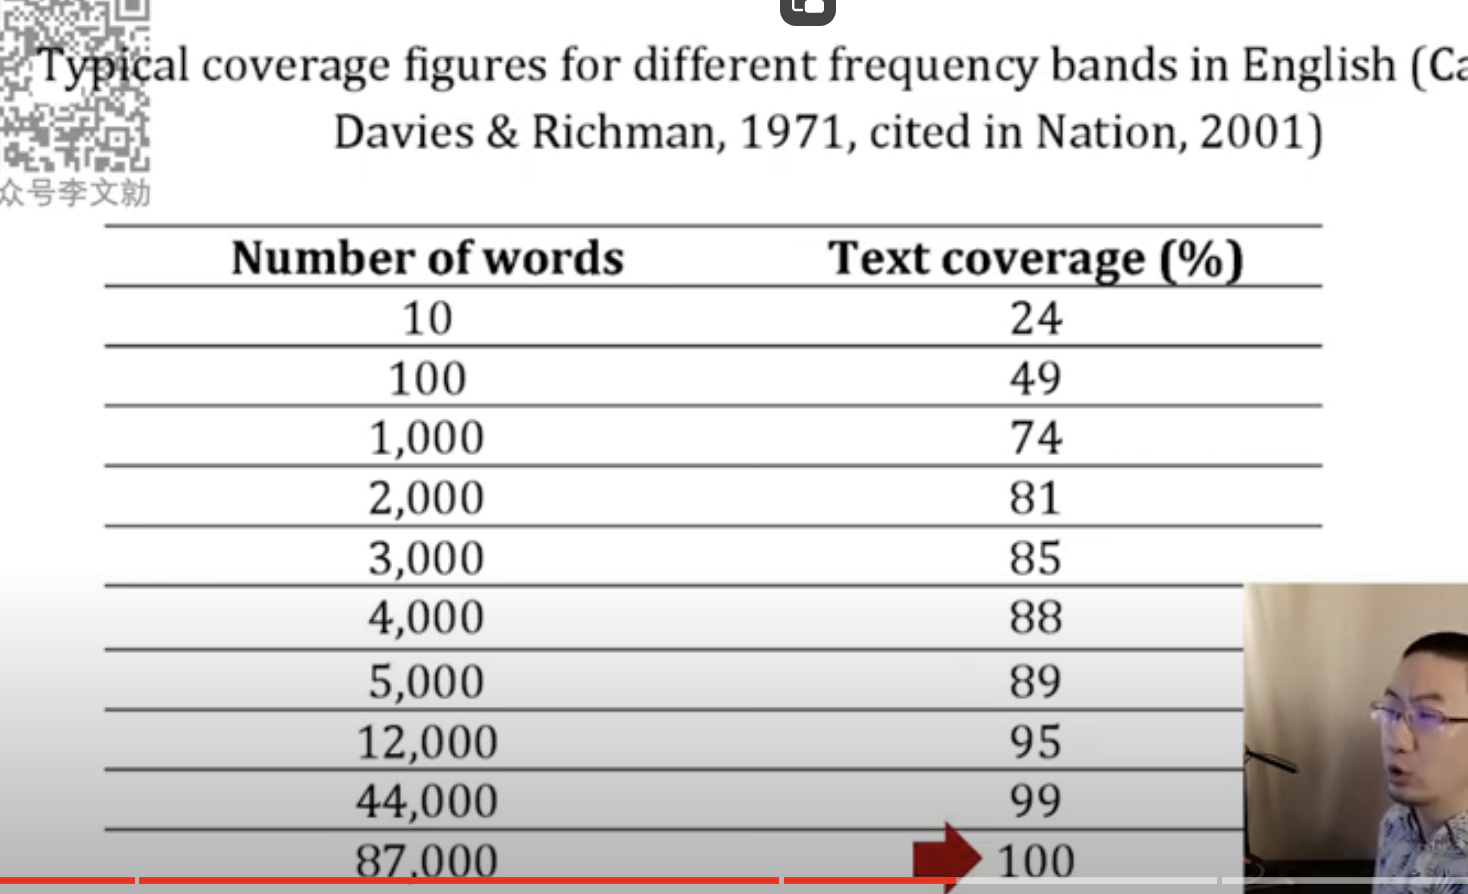 Typical coverage figures for different frequency bands in English (Ca
Davies & Richman, 1971, cited in Nation, 2001)
众号李文勍
Number of words Text coverage (%)
10 24
100 49
1,000 74
2,000 81
3,000 85
4,000 88
5,000 89
12,000 95
44,000 99
87,000 100